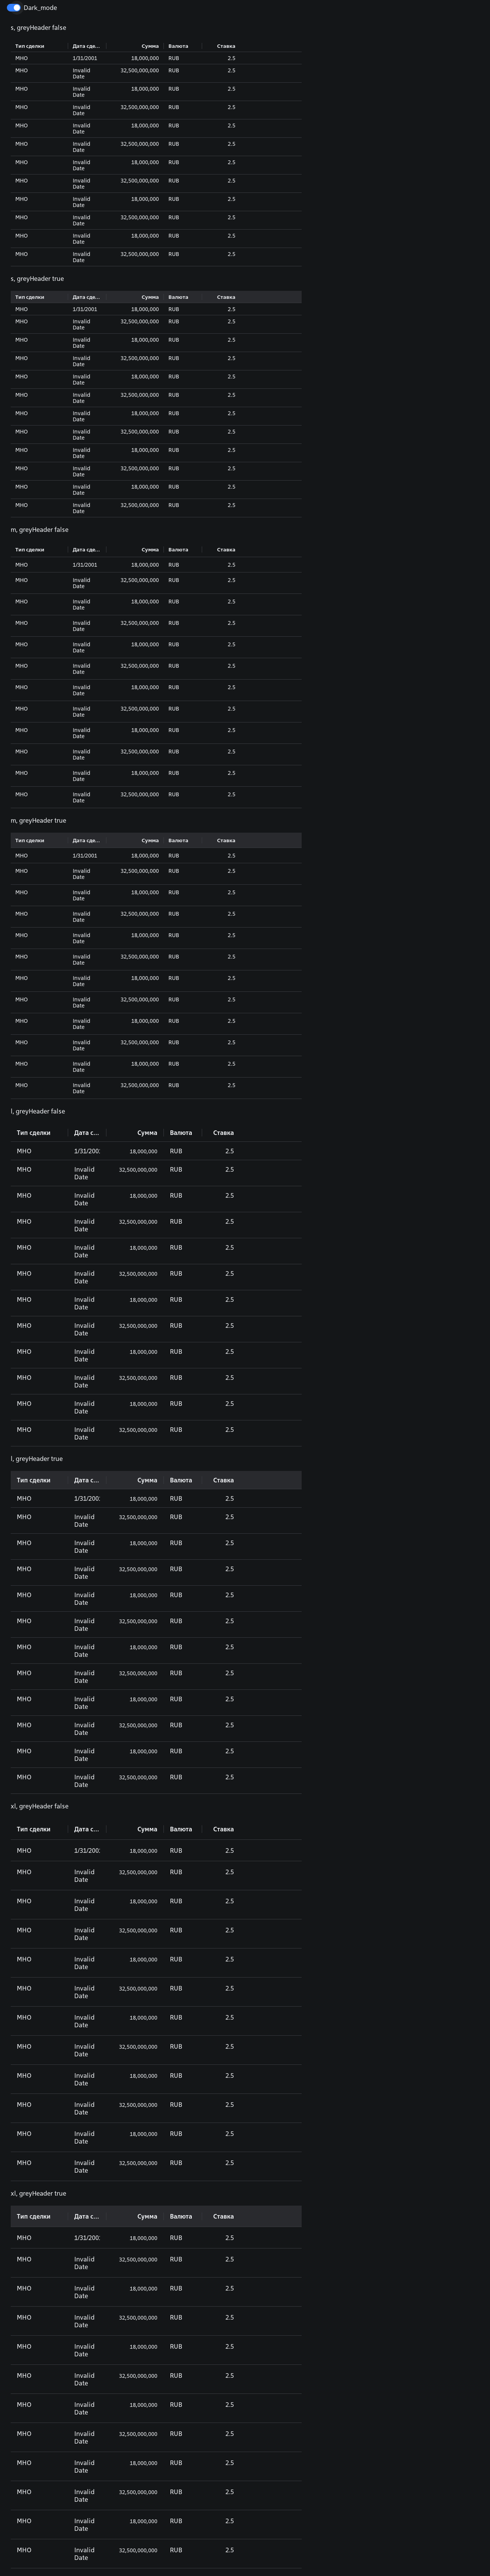 Dark_mode
s, greyHeader false
Тип сделки Дата сде... Сумма Валюта Ставка
МНО 1/31/2001 18,000,000 RUB 2.5
МНО Invalid 32,500,000,000 RUB 2.5
Date
МНО Invalid 18,000,000 RUB 2.5
Date
МНО Invalid 32,500,000,000 RUB 2.5
Date
МНО Invalid 18,000,000 RUB 2.5
Date
МНО Invalid 32,500,000,000 RUB 2.5
Date
МНО Invalid 18,000,000 RUB 2.5
Date
МНО Invalid 32,500,000,000 RUB 2.5
Date
МНО Invalid 18,000,000 RUB 2.5
Date
МНО Invalid 32,500,000,000 RUB 2.5
Date
МНО Invalid 18,000,000 RUB 2.5
Date
МНО Invalid 32,500,000,000 RUB 2.5
Date
s, greyHeader true
Тип сделки Дата сде... Сумма Валюта Ставка
МНО 1/31/2001 18,000,000 RUB 2.5
МНО Invalid 32,500,000,000 RUB 2.5
Date
МНО Invalid 18,000,000 RUB 2.5
Date
МНО Invalid 32,500,000,000 RUB 2.5
Date
МНО Invalid 18,000,000 RUB 2.5
Date
МНО Invalid 32,500,000,000 RUB 2.5
Date
МНО Invalid 18,000,000 RUB 2.5
Date
МНО Invalid 32,500,000,000 RUB 2.5
Date
МНО Invalid 18,000,000 RUB 2.5
Date
МНО Invalid 32,500,000,000 RUB 2.5
Date
МНО Invalid 18,000,000 RUB 2.5
Date
МНО Invalid 32,500,000,000 RUB 2.5
Date
m, greyHeader false
Тип сделки Дата сде... Сумма Валюта Ставка
МНО 1/31/2001 18,000,000 RUB 2.5
МНО Invalid 32,500,000,000 RUB 2.5
Date
МНО Invalid 18,000,000 RUB 2.5
Date
МНО Invalid 32,500,000,000 RUB 2.5
Date
МНО Invalid 18,000,000 RUB 2.5
Date
МНО Invalid 32,500,000,000 RUB 2.5
Date
МНО Invalid 18,000,000 RUB 2.5
Date
МНО Invalid 32,500,000,000 RUB 2.5
Date
МНО Invalid 18,000,000 RUB 2.5
Date
МНО Invalid 32,500,000,000 RUB 2.5
Date
МНО Invalid 18,000,000 RUB 2.5
Date
МНО Invalid 32,500,000,000 RUB 2.5
Date
m, greyHeader true
Тип сделки Дата сде... Сумма Валюта Ставка
МНО 1/31/2001 18,000,000 RUB 2.5
МНО Invalid 32,500,000,000 RUB 2.5
Date
МНО Invalid 18,000,000 RUB 2.5
Date
МНО Invalid 32,500,000,000 RUB 2.5
Date
МНО Invalid 18,000,000 RUB 2.5
Date
МНО Invalid 32,500,000,000 RUB 2.5
Date
МНО Invalid 18,000,000 RUB 2.5
Date
МНО Invalid 32,500,000,000 RUB 2.5
Date
МНО Invalid 18,000,000 RUB 2.5
Date
МНО Invalid 32,500,000,000 RUB 2.5
Date
МНО Invalid 18,000,000 RUB 2.5
Date
МНО Invalid 32,500,000,000 RUB 2.5
Date
l, greyHeader false
Тип сделки Дата с... Сумма Валюта Ставка
МНО 1/31/200 18,000,000 RUB 2.5
МНО Invalid 32,500,000,000 RUB 2.5
Date
МНО Invalid 18,000,000 RUB 2.5
Date
МНО Invalid 32,500,000,000 RUB 2.5
Date
МНО Invalid 18,000,000 RUB 2.5
Date
МНО Invalid 32,500,000,000 RUB 2.5
Date
МНО Invalid 18,000,000 RUB 2.5
Date
МНО Invalid 32,500,000,000 RUB 2.5
Date
МНО Invalid 18,000,000 RUB 2.5
Date
МНО Invalid 32,500,000,000 RUB 2.5
Date
МНО Invalid 18,000,000 RUB 2.5
Date
МНО Invalid 32,500,000,000 RUB 2.5
Date
l, greyHeader true
Тип сделки Дата с... Сумма Валюта Ставка
МНО 1/31/200 18,000,000 RUB 2.5
МНО Invalid 32,500,000,000 RUB 2.5
Date
МНО Invalid 18,000,000 RUB 2.5
Date
МНО Invalid 32,500,000,000 RUB 2.5
Date
МНО Invalid 18,000,000 RUB 2.5
Date
МНО Invalid 32,500,000,000 RUB 2.5
Date
МНО Invalid 18,000,000 RUB 2.5
Date
МНО Invalid 32,500,000,000 RUB 2.5
Date
МНО Invalid 18,000,000 RUB 2.5
Date
МНО Invalid 32,500,000,000 RUB 2.5
Date
МНО Invalid 18,000,000 RUB 2.5
Date
МНО Invalid 32,500,000,000 RUB 2.5
Date
xl, greyHeader false
Тип сделки Дата с... Сумма Валюта Ставка
МНО 1/31/200 18,000,000 RUB 2.5
МНО Invalid 32,500,000,000 RUB 2.5
Date
МНО Invalid 18,000,000 RUB 2.5
Date
МНО Invalid 32,500,000,000 RUB 2.5
Date
МНО Invalid 18,000,000 RUB 2.5
Date
МНО Invalid 32,500,000,000 RUB 2.5
Date
МНО Invalid 18,000,000 RUB 2.5
Date
МНО Invalid 32,500,000,000 RUB 2.5
Date
МНО Invalid 18,000,000 RUB 2.5
Date
МНО Invalid 32,500,000,000 RUB 2.5
Date
МНО Invalid 18,000,000 RUB 2.5
Date
МНО Invalid 32,500,000,000 RUB 2.5
Date
xl, greyHeader true
Тип сделки Дата с... Сумма Валюта Ставка
МНО 1/31/200 18,000,000 RUB 2.5
МНО Invalid 32,500,000,000 RUB 2.5
Date
МНО Invalid 18,000,000 RUB 2.5
Date
МНО Invalid 32,500,000,000 RUB 2.5
Date
МНО Invalid 18,000,000 RUB 2.5
Date
МНО Invalid 32,500,000,000 RUB 2.5
Date
МНО Invalid 18,000,000 RUB 2.5
Date
МНО Invalid 32,500,000,000 RUB 2.5
Date
МНО Invalid 18,000,000 RUB 2.5
Date
МНО Invalid 32,500,000,000 RUB 2.5
Date
МНО Invalid 18,000,000 RUB 2.5
Date
МНО Invalid 32,500,000,000 RUB 2.5
Date